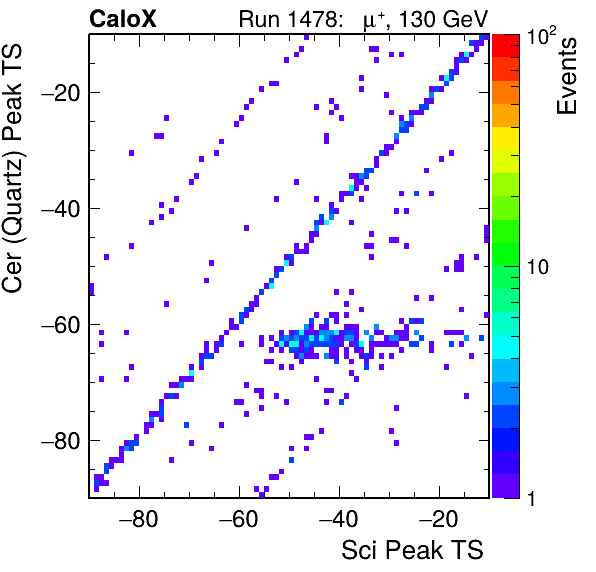 CaloX Run 1478: μ⁺, 130 GeV
Cer (Quartz) Peak TS
−20
−40
−60
−80
−80 −60 −40 −20
Sci Peak TS
10²
10
1
Events